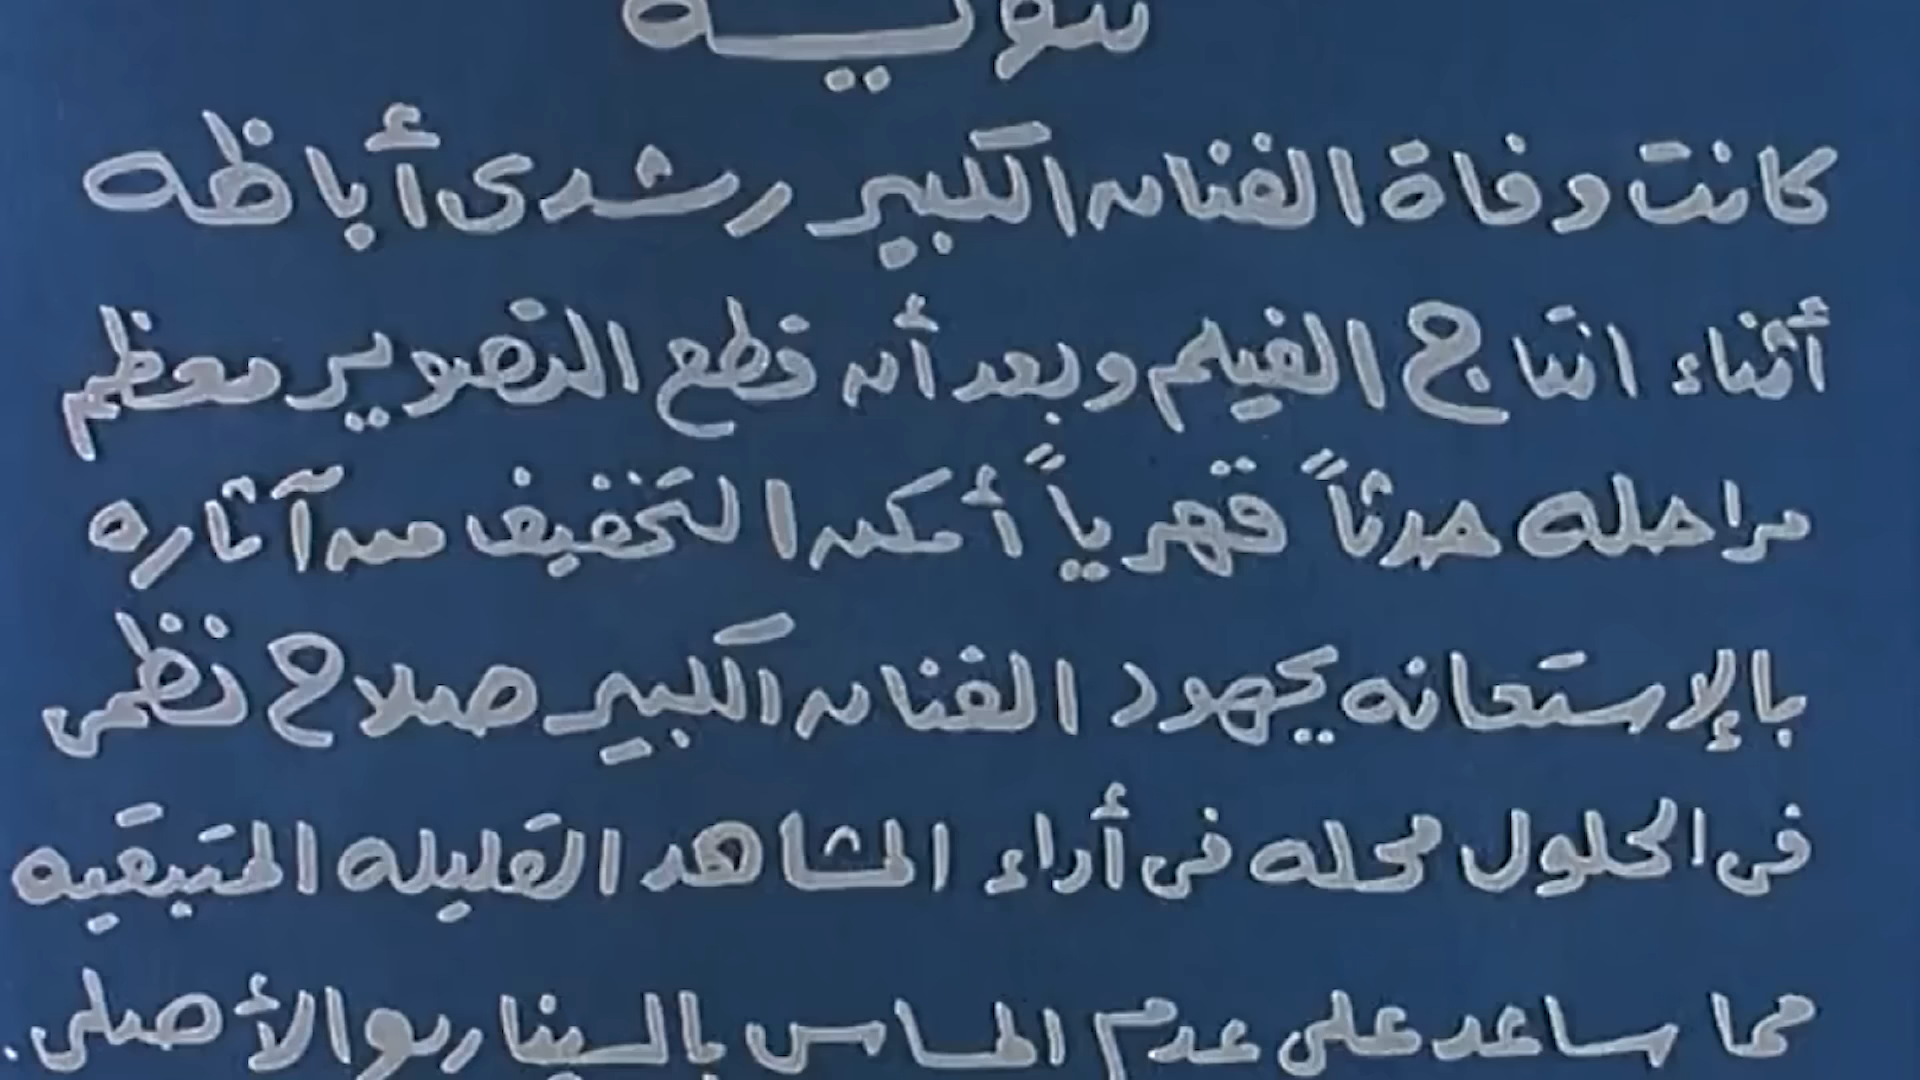 تنويه
كانت وفاة الفنان الكبير رشدى أباظه
أثناء انتاج الفيلم وبعد أن قطع التصوير معظم
مراحله حدثاً قهرياً أمكن التخفيف من آثاره
بالإستعانه بجهود الفنان الكبير صلاح نظمى
فى الحلول محله فى أداء المشاهد القليله المتبقيه
مما ساعد على عدم المساس بالسيناريو الأصلى .